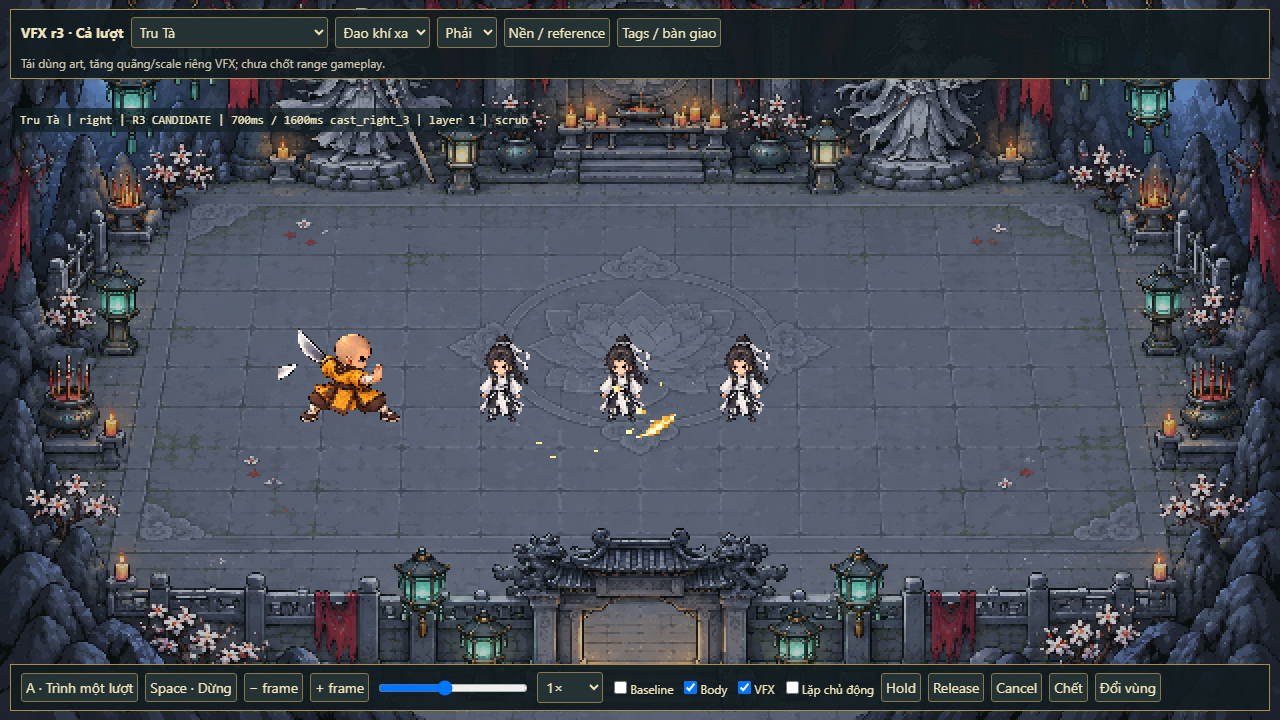 VFX r3 · Cả lượt Tru Tà Đao khí xa Phải Nền / reference Tags / bàn giao
Tái dùng art, tăng quãng/scale riêng VFX; chưa chốt range gameplay.
Tru Tà | right | R3 CANDIDATE | 700ms / 1600ms cast_right_3 | layer 1 | scrub
A · Trình một lượt Space · Dừng − frame + frame 1× Baseline Body VFX Lặp chủ động Hold Release Cancel Chết Đổi vùng